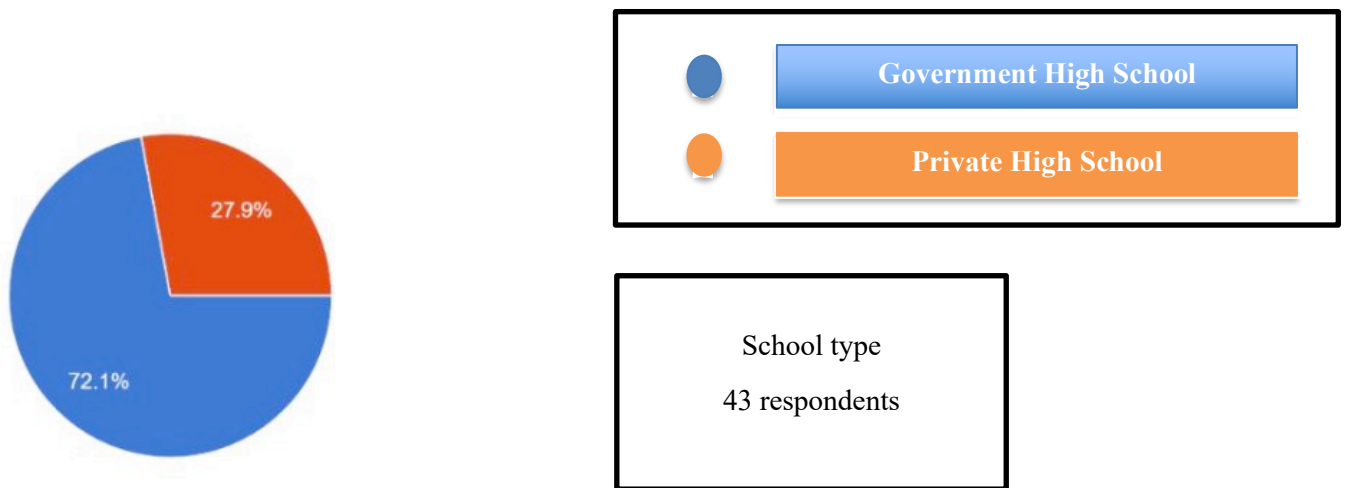 Government High School
Private High School
27.9%
72.1%
School type
43 respondents